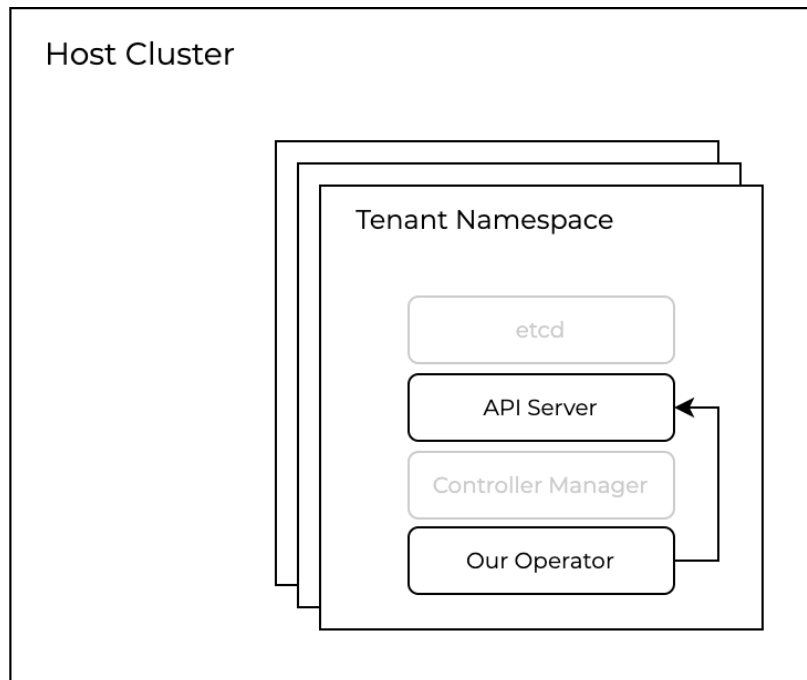 Host Cluster
Tenant Namespace
etcd
API Server
Controller Manager
Our Operator